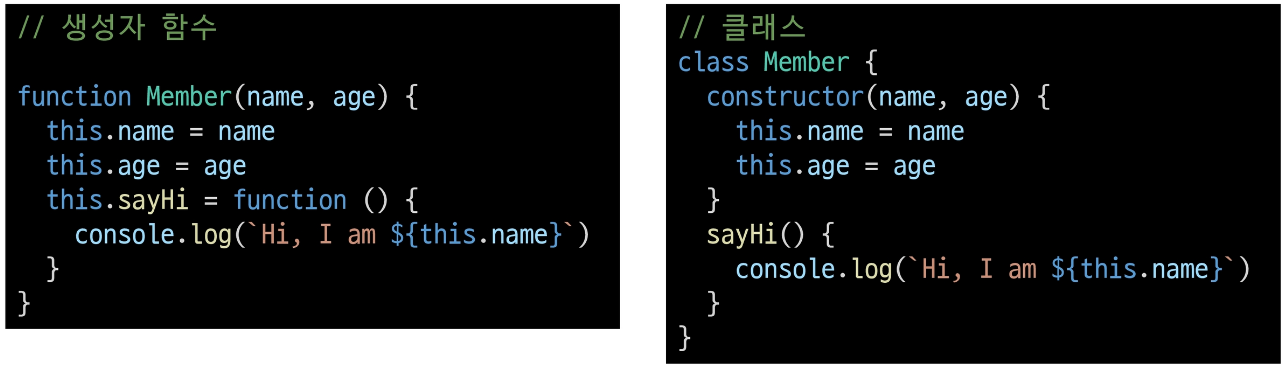 // 생성자 함수
function Member(name, age) {
this.name = name
this.age = age
this.sayHi = function () {
console.log(`Hi, I am ${this.name}`)
}
}
// 클래스
class Member {
constructor(name, age) {
this.name = name
this.age = age
}
sayHi() {
console.log(`Hi, I am ${this.name}`)
}
}